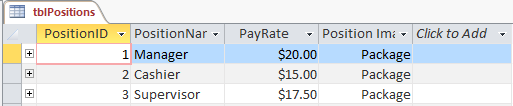 tblPositions
PositionID PositionNar PayRate Position Ima Click to Add
1 Manager $20.00 Package
2 Cashier $15.00 Package
3 Supervisor $17.50 Package